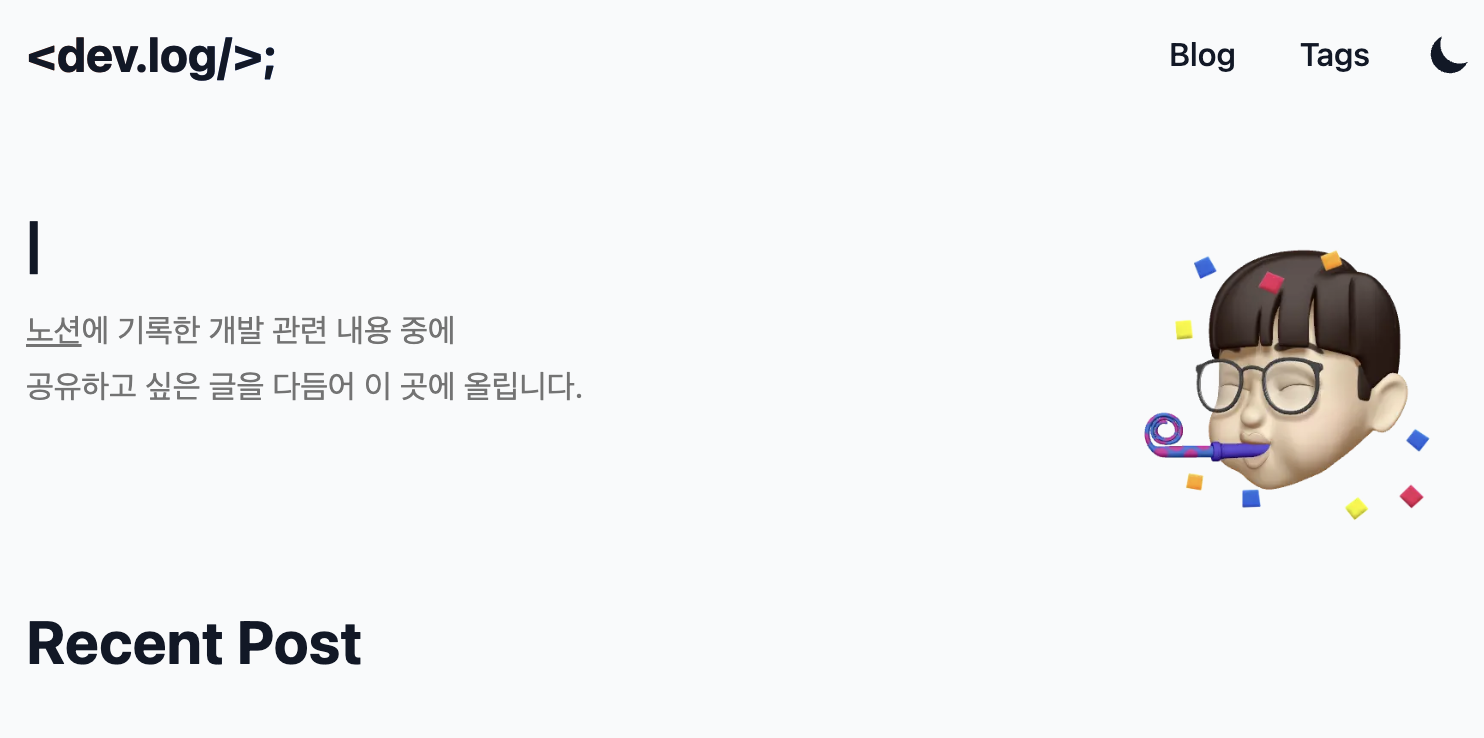 <dev.log/>;
Blog
Tags
노션에 기록한 개발 관련 내용 중에
공유하고 싶은 글을 다듬어 이 곳에 올립니다.
Recent Post